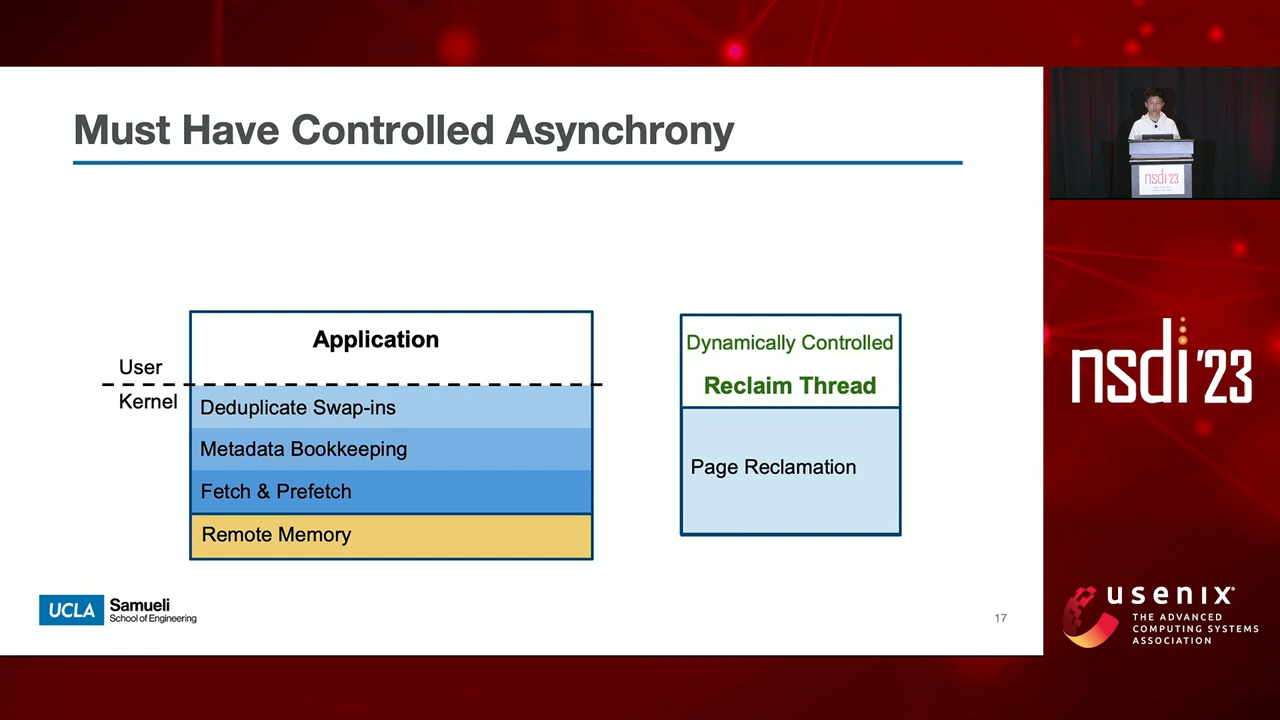 Must Have Controlled Asynchrony
Application
User
Kernel
Deduplicate Swap-ins
Metadata Bookkeeping
Fetch & Prefetch
Remote Memory
Dynamically Controlled
Reclaim Thread
Page Reclamation
UCLA
Samueli
School of Engineering
17
nsdi'23
nsdi '23
usenix®
THE ADVANCED
COMPUTING SYSTEMS
ASSOCIATION